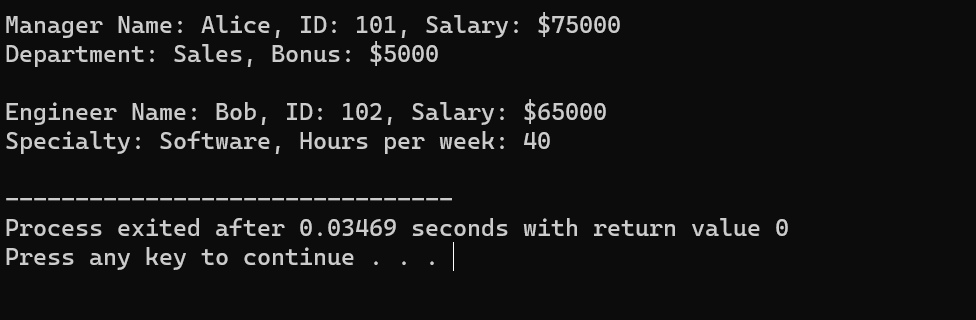 Manager Name: Alice, ID: 101, Salary: $75000
Department: Sales, Bonus: $5000
Engineer Name: Bob, ID: 102, Salary: $65000
Specialty: Software, Hours per week: 40
--------------------------------
Process exited after 0.03469 seconds with return value 0
Press any key to continue . . .